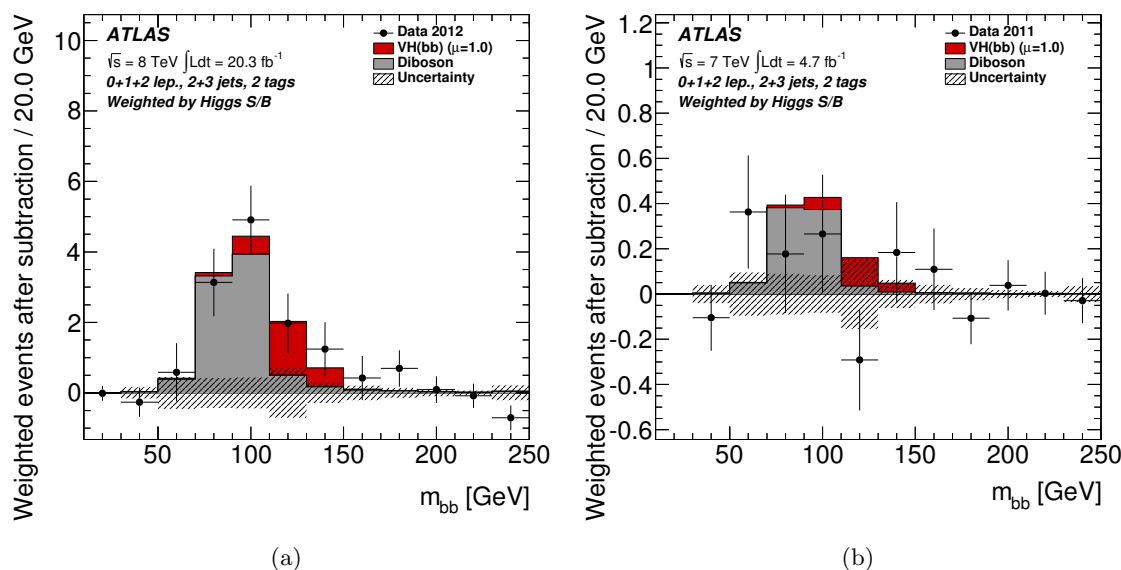 Weighted events after subtraction / 20.0 GeV
10
8
6
4
2
0
ATLAS
√s = 8 TeV ∫Ldt = 20.3 fb⁻¹
0+1+2 lep., 2+3 jets, 2 tags
Weighted by Higgs S/B
Data 2012
VH(bb) (μ=1.0)
Diboson
Uncertainty
50 100 150 200 250
m_bb [GeV]
(a)
Weighted events after subtraction / 20.0 GeV
1.2
1
0.8
0.6
0.4
0.2
0
-0.2
-0.4
-0.6
ATLAS
√s = 7 TeV ∫Ldt = 4.7 fb⁻¹
0+1+2 lep., 2+3 jets, 2 tags
Weighted by Higgs S/B
Data 2011
VH(bb) (μ=1.0)
Diboson
Uncertainty
50 100 150 200 250
m_bb [GeV]
(b)